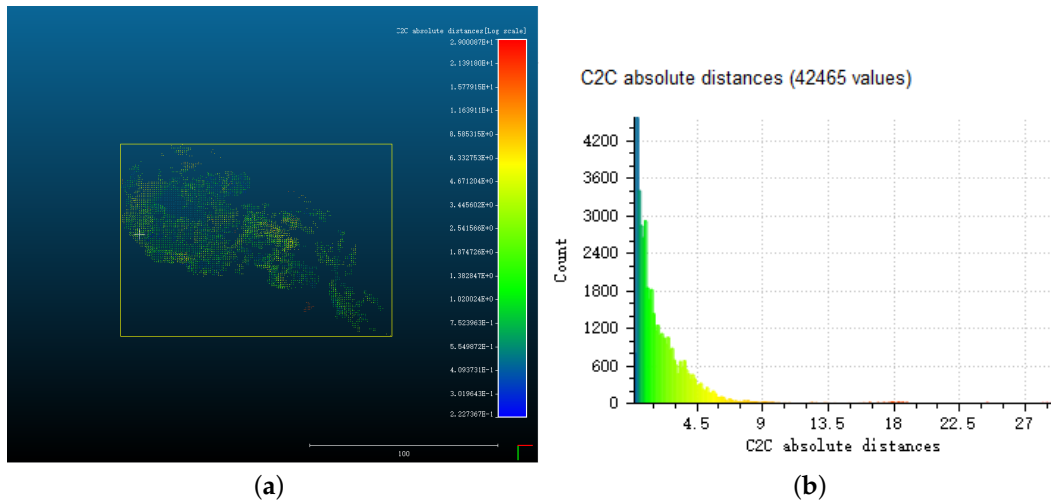 C2C absolute distances[Log scale]
2.900087E+1
2.139180E+1
1.577915E+1
1.163911E+1
8.585315E+0
6.332753E+0
4.671204E+0
3.445602E+0
2.541566E+0
1.874726E+0
1.382847E+0
1.020024E+0
7.523963E-1
5.549872E-1
4.093731E-1
3.019643E-1
2.227367E-1
100
(a)
C2C absolute distances (42465 values)
Count
4200
3600
3000
2400
1800
1200
600
0
4.5 9 13.5 18 22.5 27
C2C absolute distances
(b)